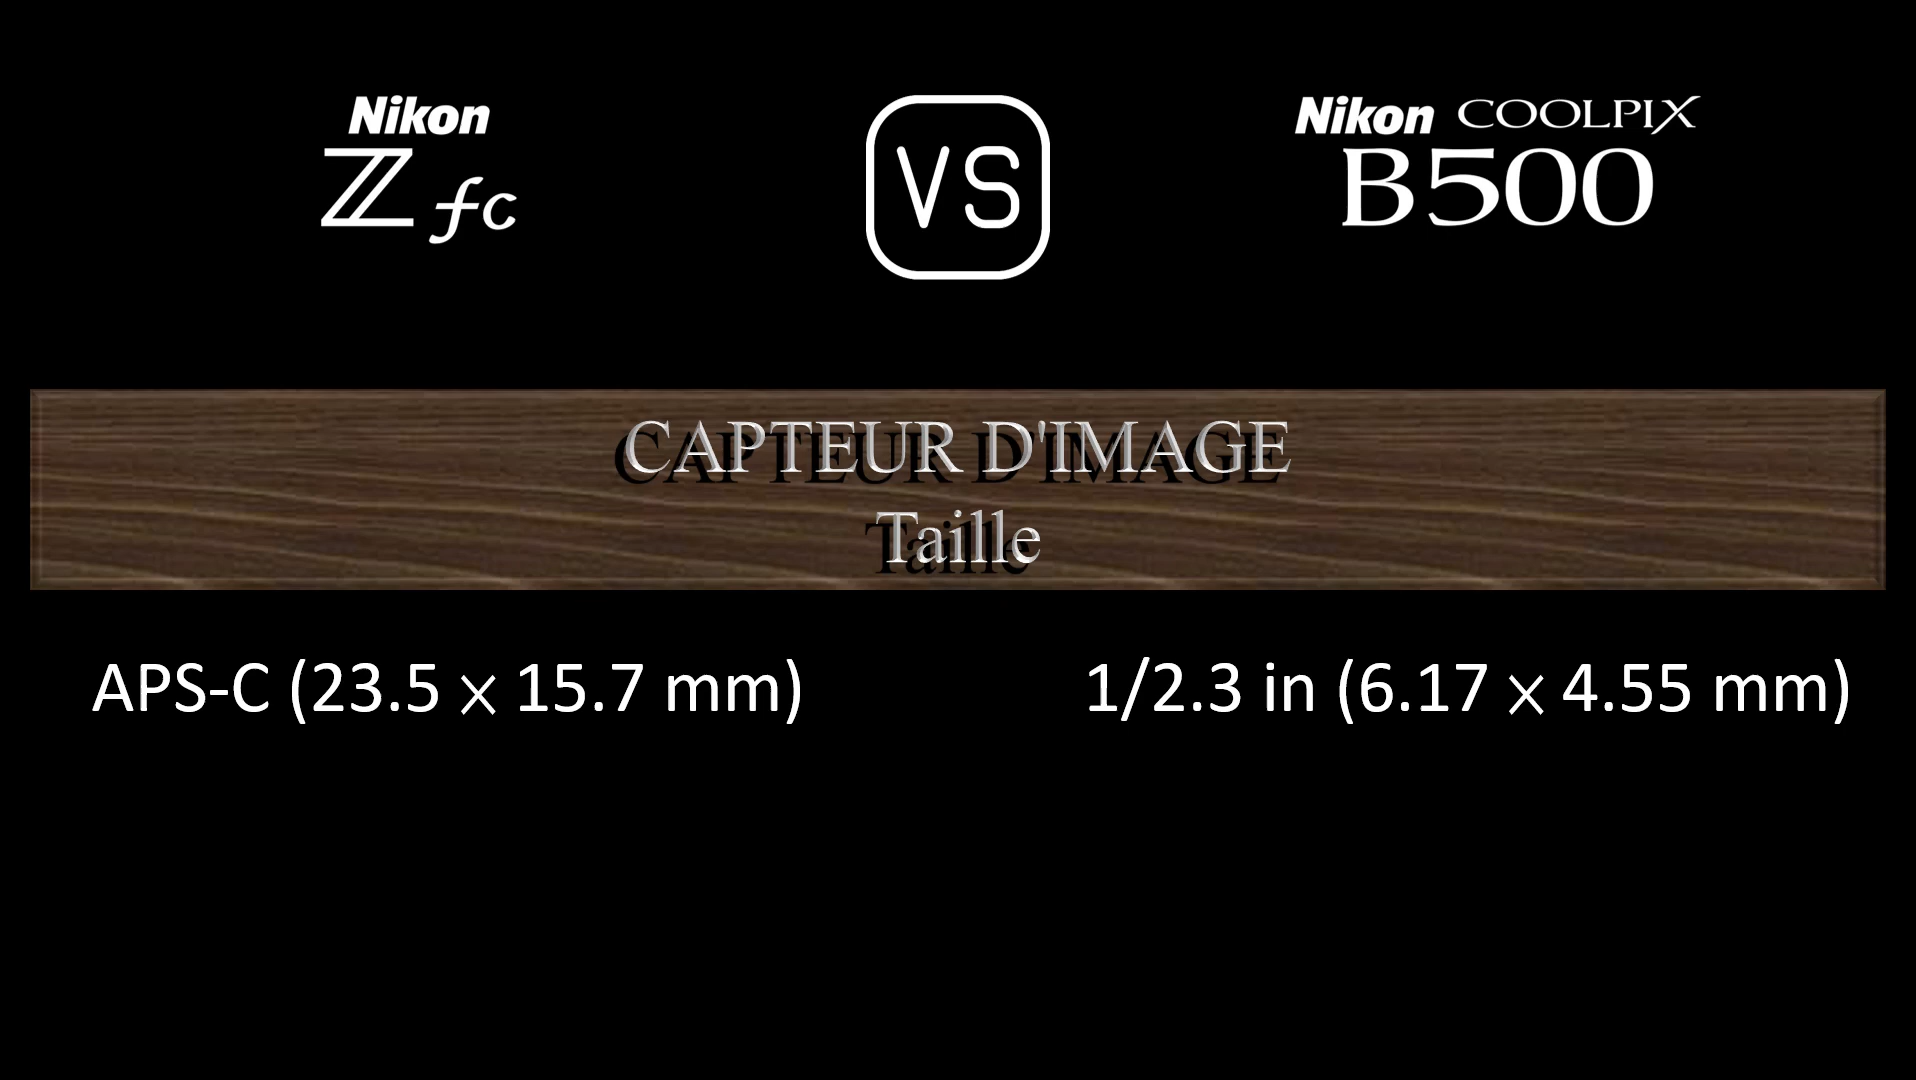 Nikon
Z fc
VS
Nikon COOLPIX
B500
CAPTEUR D'IMAGE
Taille
APS-C (23.5 x 15.7 mm)
1/2.3 in (6.17 x 4.55 mm)